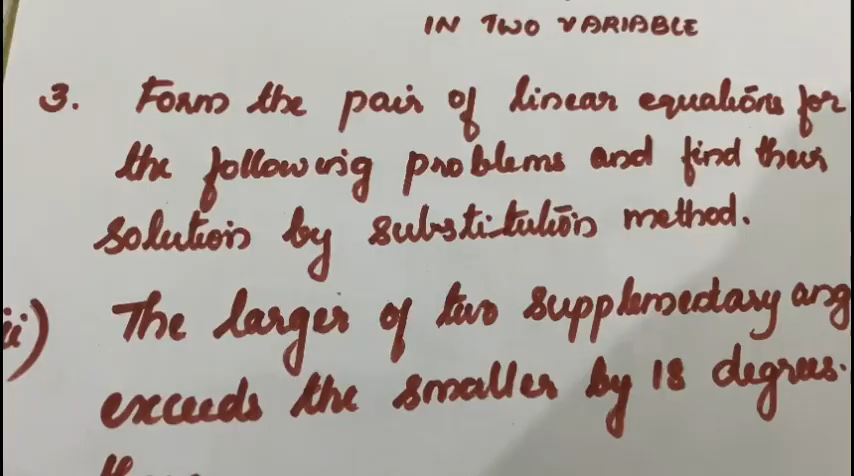 IN TWO VARIABLE
3. Form the pair of linear equations for
the following problems and find their
solution by substitution method.
ii) The larger of two supplemedary ang
exceeds the smaller by 18 degrees.